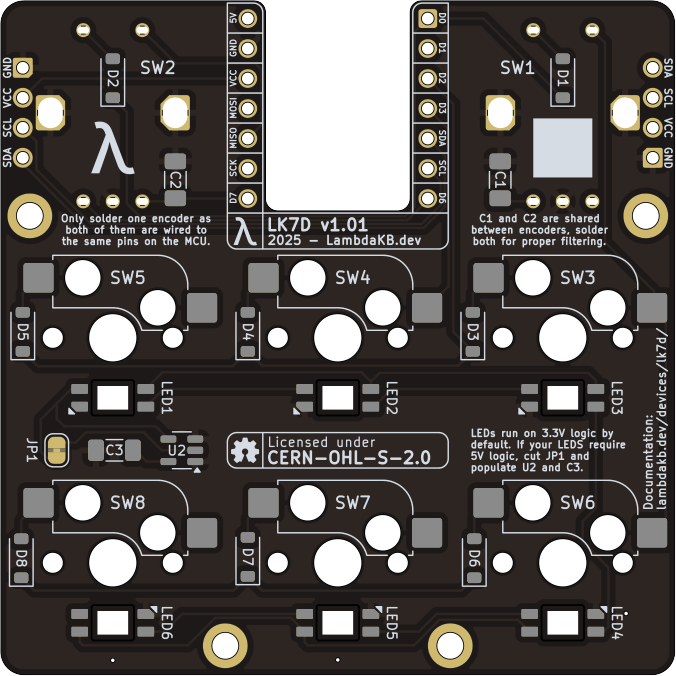 5V
GND
VCC
MOSI
MISO
SCK
D7
D0
D1
D2
D3
SDA
SCL
D6
GND
VCC
SCL
SDA
D2
SW2
C2
λ
SW1
D1
C1
SDA
SCL
VCC
GND
Only solder one encoder as
both of them are wired to
the same pins on the MCU.
λ
LK7D v1.01
2025 – LambdaKB.dev
C1 and C2 are shared
between encoders, solder
both for proper filtering.
SW5
D5
SW4
D4
SW3
D3
LED1
LED2
LED3
JP1
C3
U2
Licensed under
CERN-OHL-S-2.0
LEDs run on 3.3V logic by
default. If your LEDS require
5V logic, cut JP1 and
populate U2 and C3.
Documentation:
lambdakb.dev/devices/lk7d/
SW8
D8
SW7
D7
SW6
D6
LED6
LED5
LED4